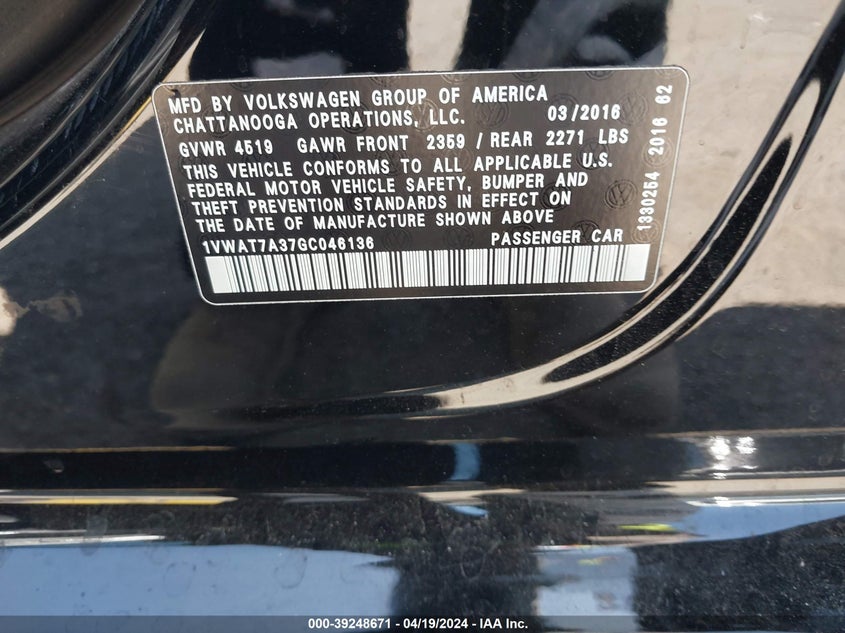 MFD BY VOLKSWAGEN GROUP OF AMERICA
CHATTANOOGA OPERATIONS, LLC. 03/2016
GVWR 4519 GAWR FRONT 2359 / REAR 2271 LBS
THIS VEHICLE CONFORMS TO ALL APPLICABLE U.S.
FEDERAL MOTOR VEHICLE SAFETY, BUMPER AND
THEFT PREVENTION STANDARDS IN EFFECT ON
THE DATE OF MANUFACTURE SHOWN ABOVE
1VWAT7A37GC046136 PASSENGER CAR
1330254 2016 62
000-39248671 - 04/19/2024 - IAA Inc.